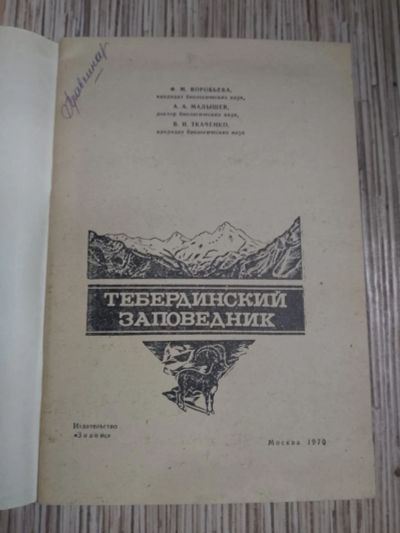 Ф. М. ВОРОБЬЕВА,
кандидат биологических наук,
А. А. МАЛЫШЕВ,
доктор биологических наук,
В. И. ТКАЧЕНКО,
кандидат биологических наук
ТЕБЕРДИНСКИЙ
ЗАПОВЕДНИК
Издательство
«Знание»
Москва 1970